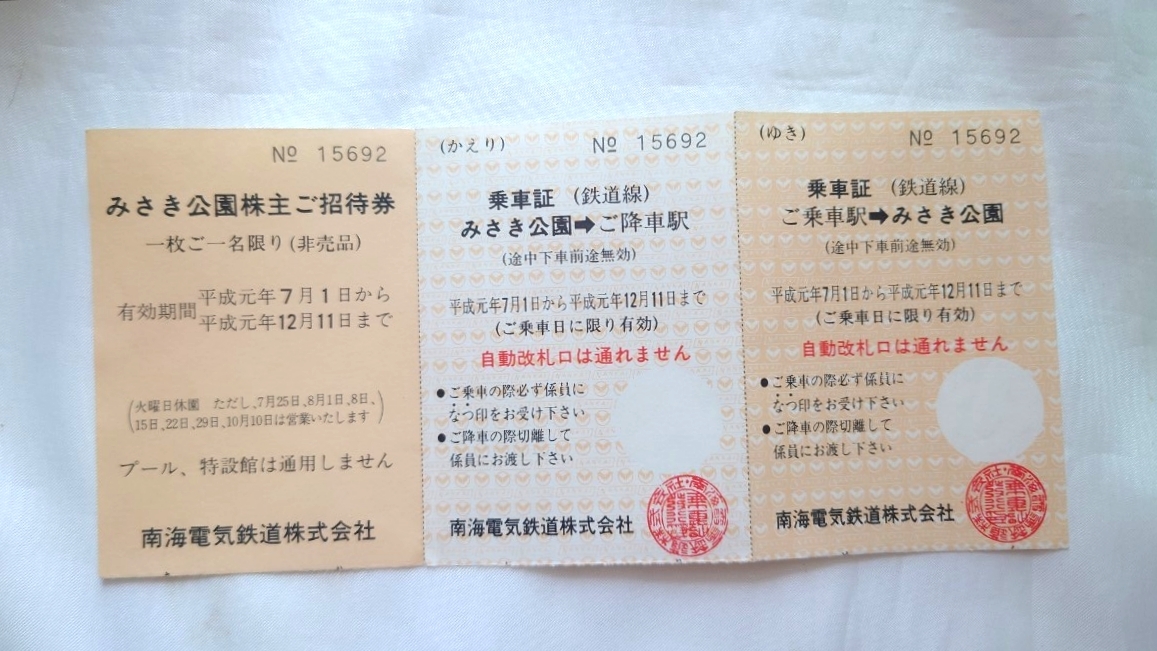 No 15692
みさき公園株主ご招待券
一枚ご一名限り(非売品)
有効期間 平成元年7月1日から
平成元年12月11日まで
(火曜日休園 ただし、7月25日、8月1日、8日、
15日、22日、29日、10月10日は営業いたします)
プール、特設館は通用しません
南海電気鉄道株式会社
(かえり) No 15692
乗車証 (鉄道線)
みさき公園➡ご降車駅
(途中下車前途無効)
平成元年7月1日から平成元年12月11日まで
(ご乗車日に限り有効)
自動改札口は通れません
●ご乗車の際必ず係員に
なつ印をお受け下さい
●ご降車の際切離して
係員にお渡し下さい
南海電気鉄道株式会社
(ゆき) No 15692
乗車証 (鉄道線)
ご乗車駅➡みさき公園
(途中下車前途無効)
平成元年7月1日から平成元年12月11日まで
(ご乗車日に限り有効)
自動改札口は通れません
●ご乗車の際必ず係員に
なつ印をお受け下さい
●ご降車の際切離して
係員にお渡し下さい
南海電気鉄道株式会社